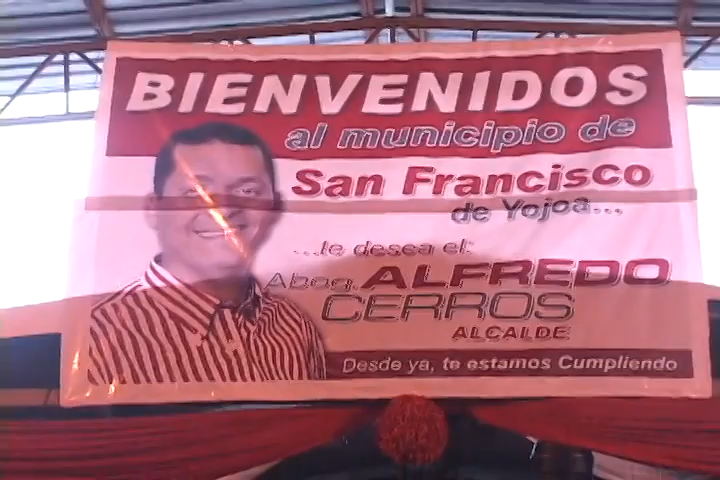 BIENVENIDOS
al municipio de
San Francisco
de Yojoa...
...le desea el:
Abog. ALFREDO
CERROS
ALCALDE
Desde ya, te estamos Cumpliendo